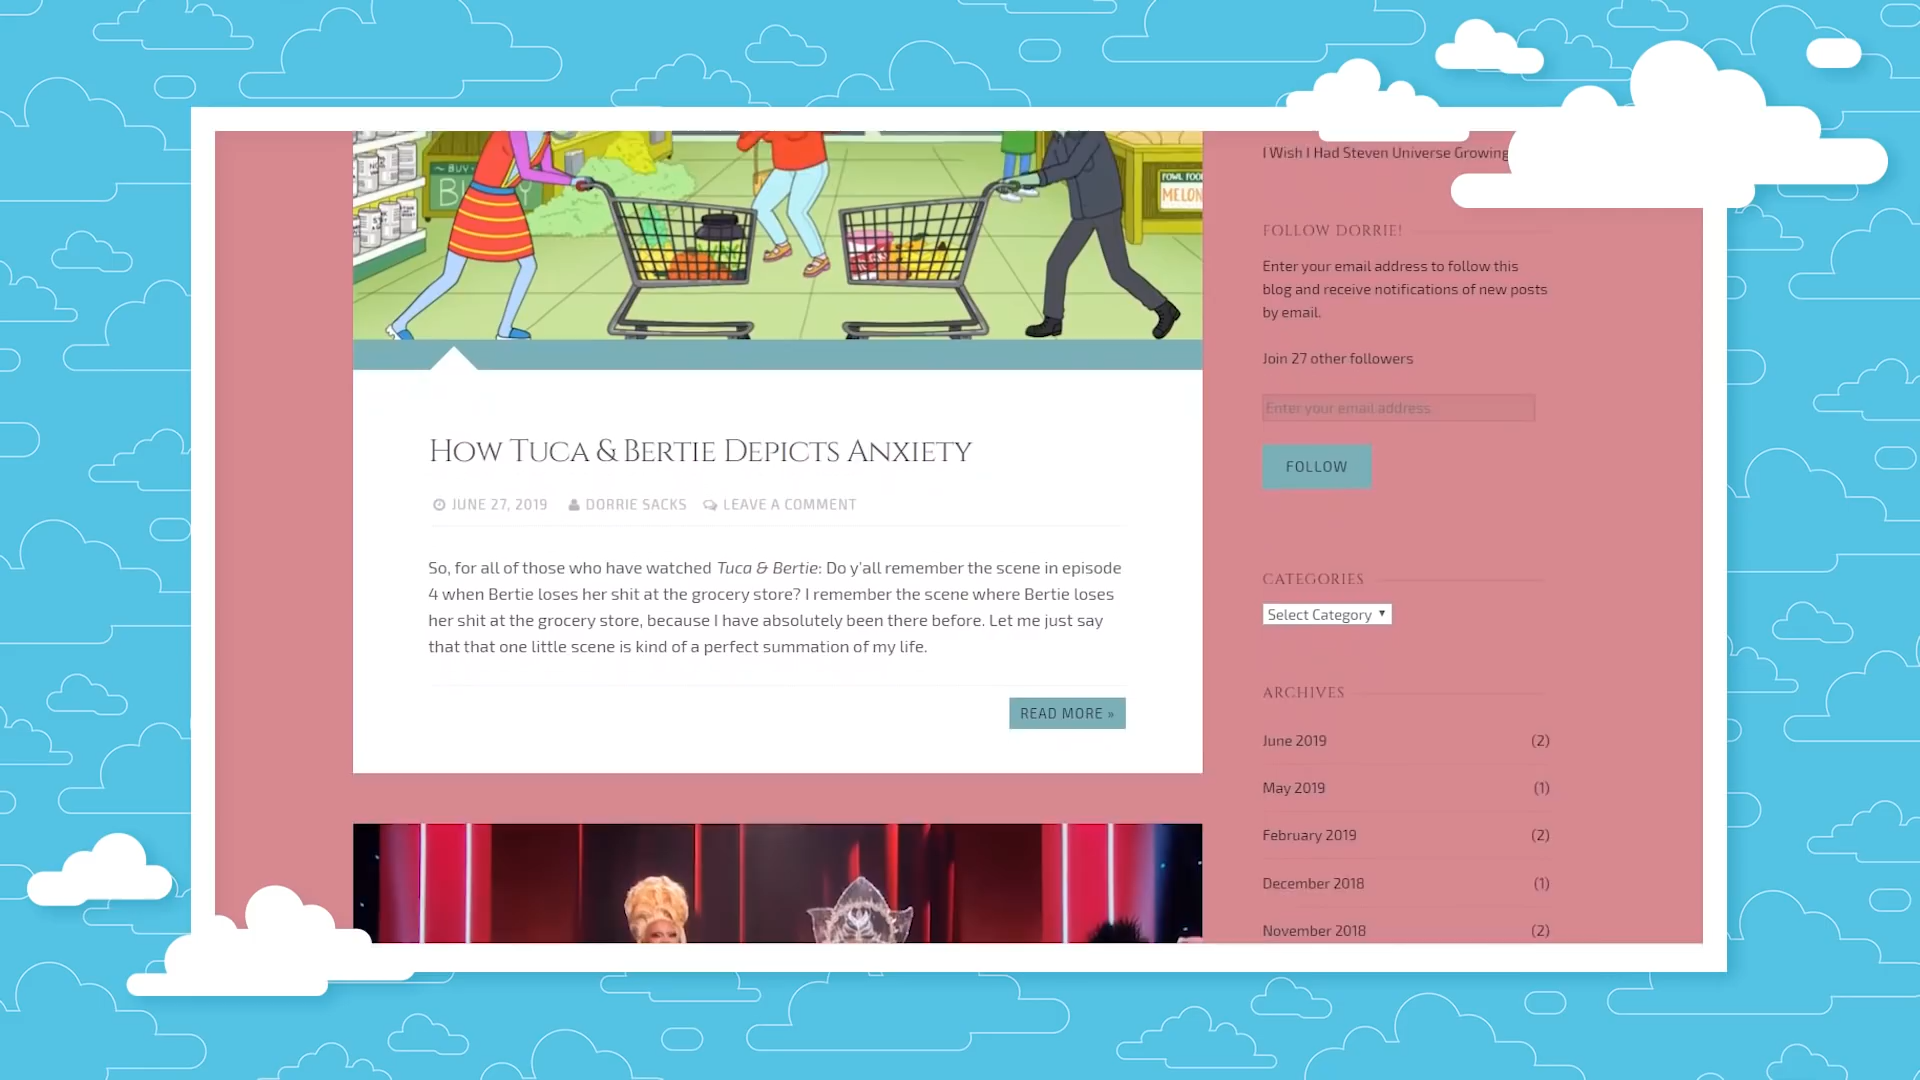 ~ BUY
I Wish I Had Steven Universe Growing
FOWL FOOD
MELON
FOLLOW DORRIE!
Enter your email address to follow this
blog and receive notifications of new posts
by email.
Join 27 other followers
Enter your email address
FOLLOW
HOW TUCA & BERTIE DEPICTS ANXIETY
JUNE 27, 2019 DORRIE SACKS LEAVE A COMMENT
So, for all of those who have watched Tuca & Bertie: Do y'all remember the scene in episode
4 when Bertie loses her shit at the grocery store? I remember the scene where Bertie loses
her shit at the grocery store, because I have absolutely been there before. Let me just say
that that one little scene is kind of a perfect summation of my life.
READ MORE »
CATEGORIES
Select Category
ARCHIVES
June 2019 (2)
May 2019 (1)
February 2019 (2)
December 2018 (1)
November 2018 (2)